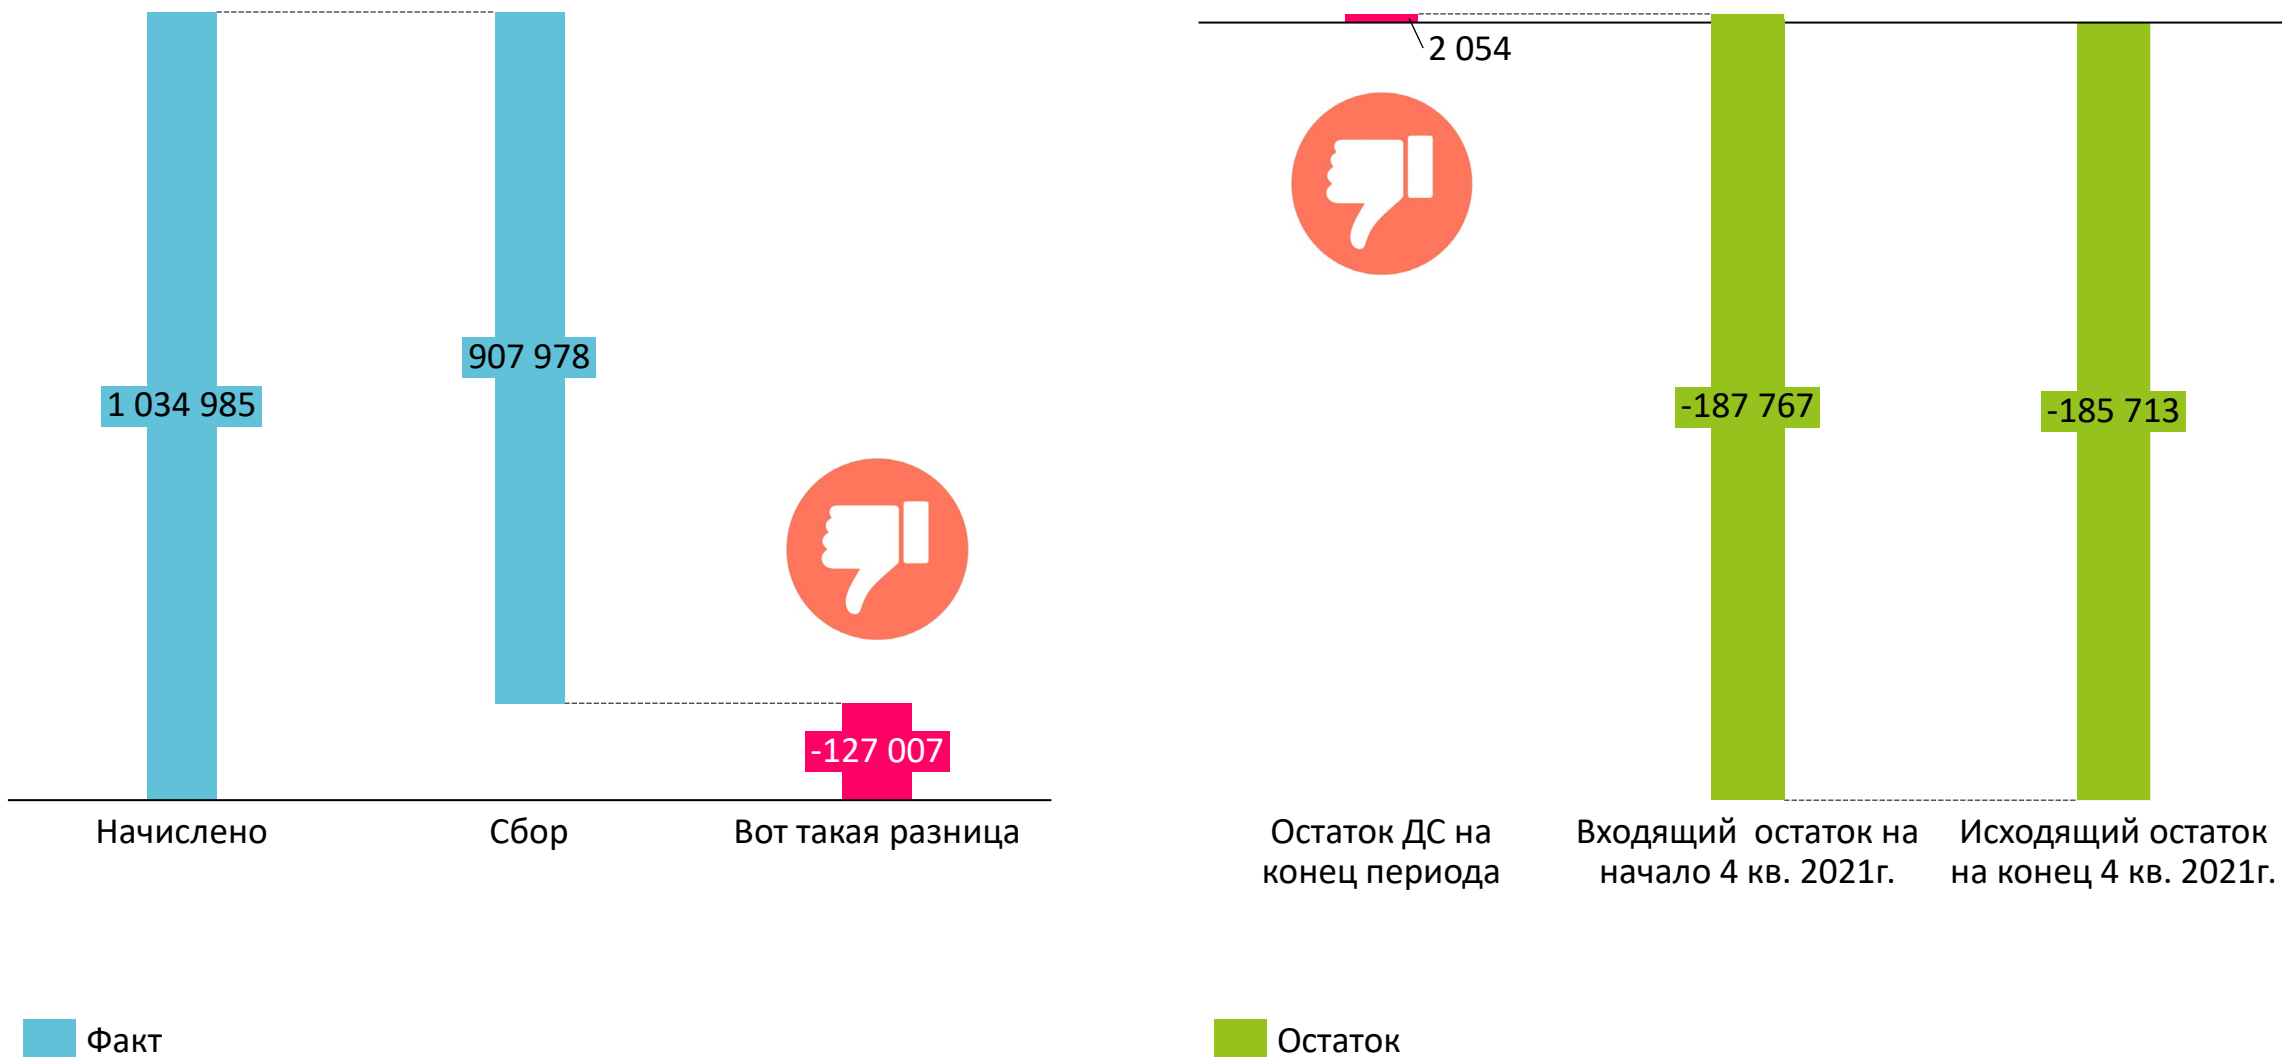 1 034 985
907 978
-127 007
Начислено
Сбор
Вот такая разница
Факт
2 054
-187 767
-185 713
Остаток ДС на
конец периода
Входящий остаток на
начало 4 кв. 2021г.
Исходящий остаток
на конец 4 кв. 2021г.
Остаток